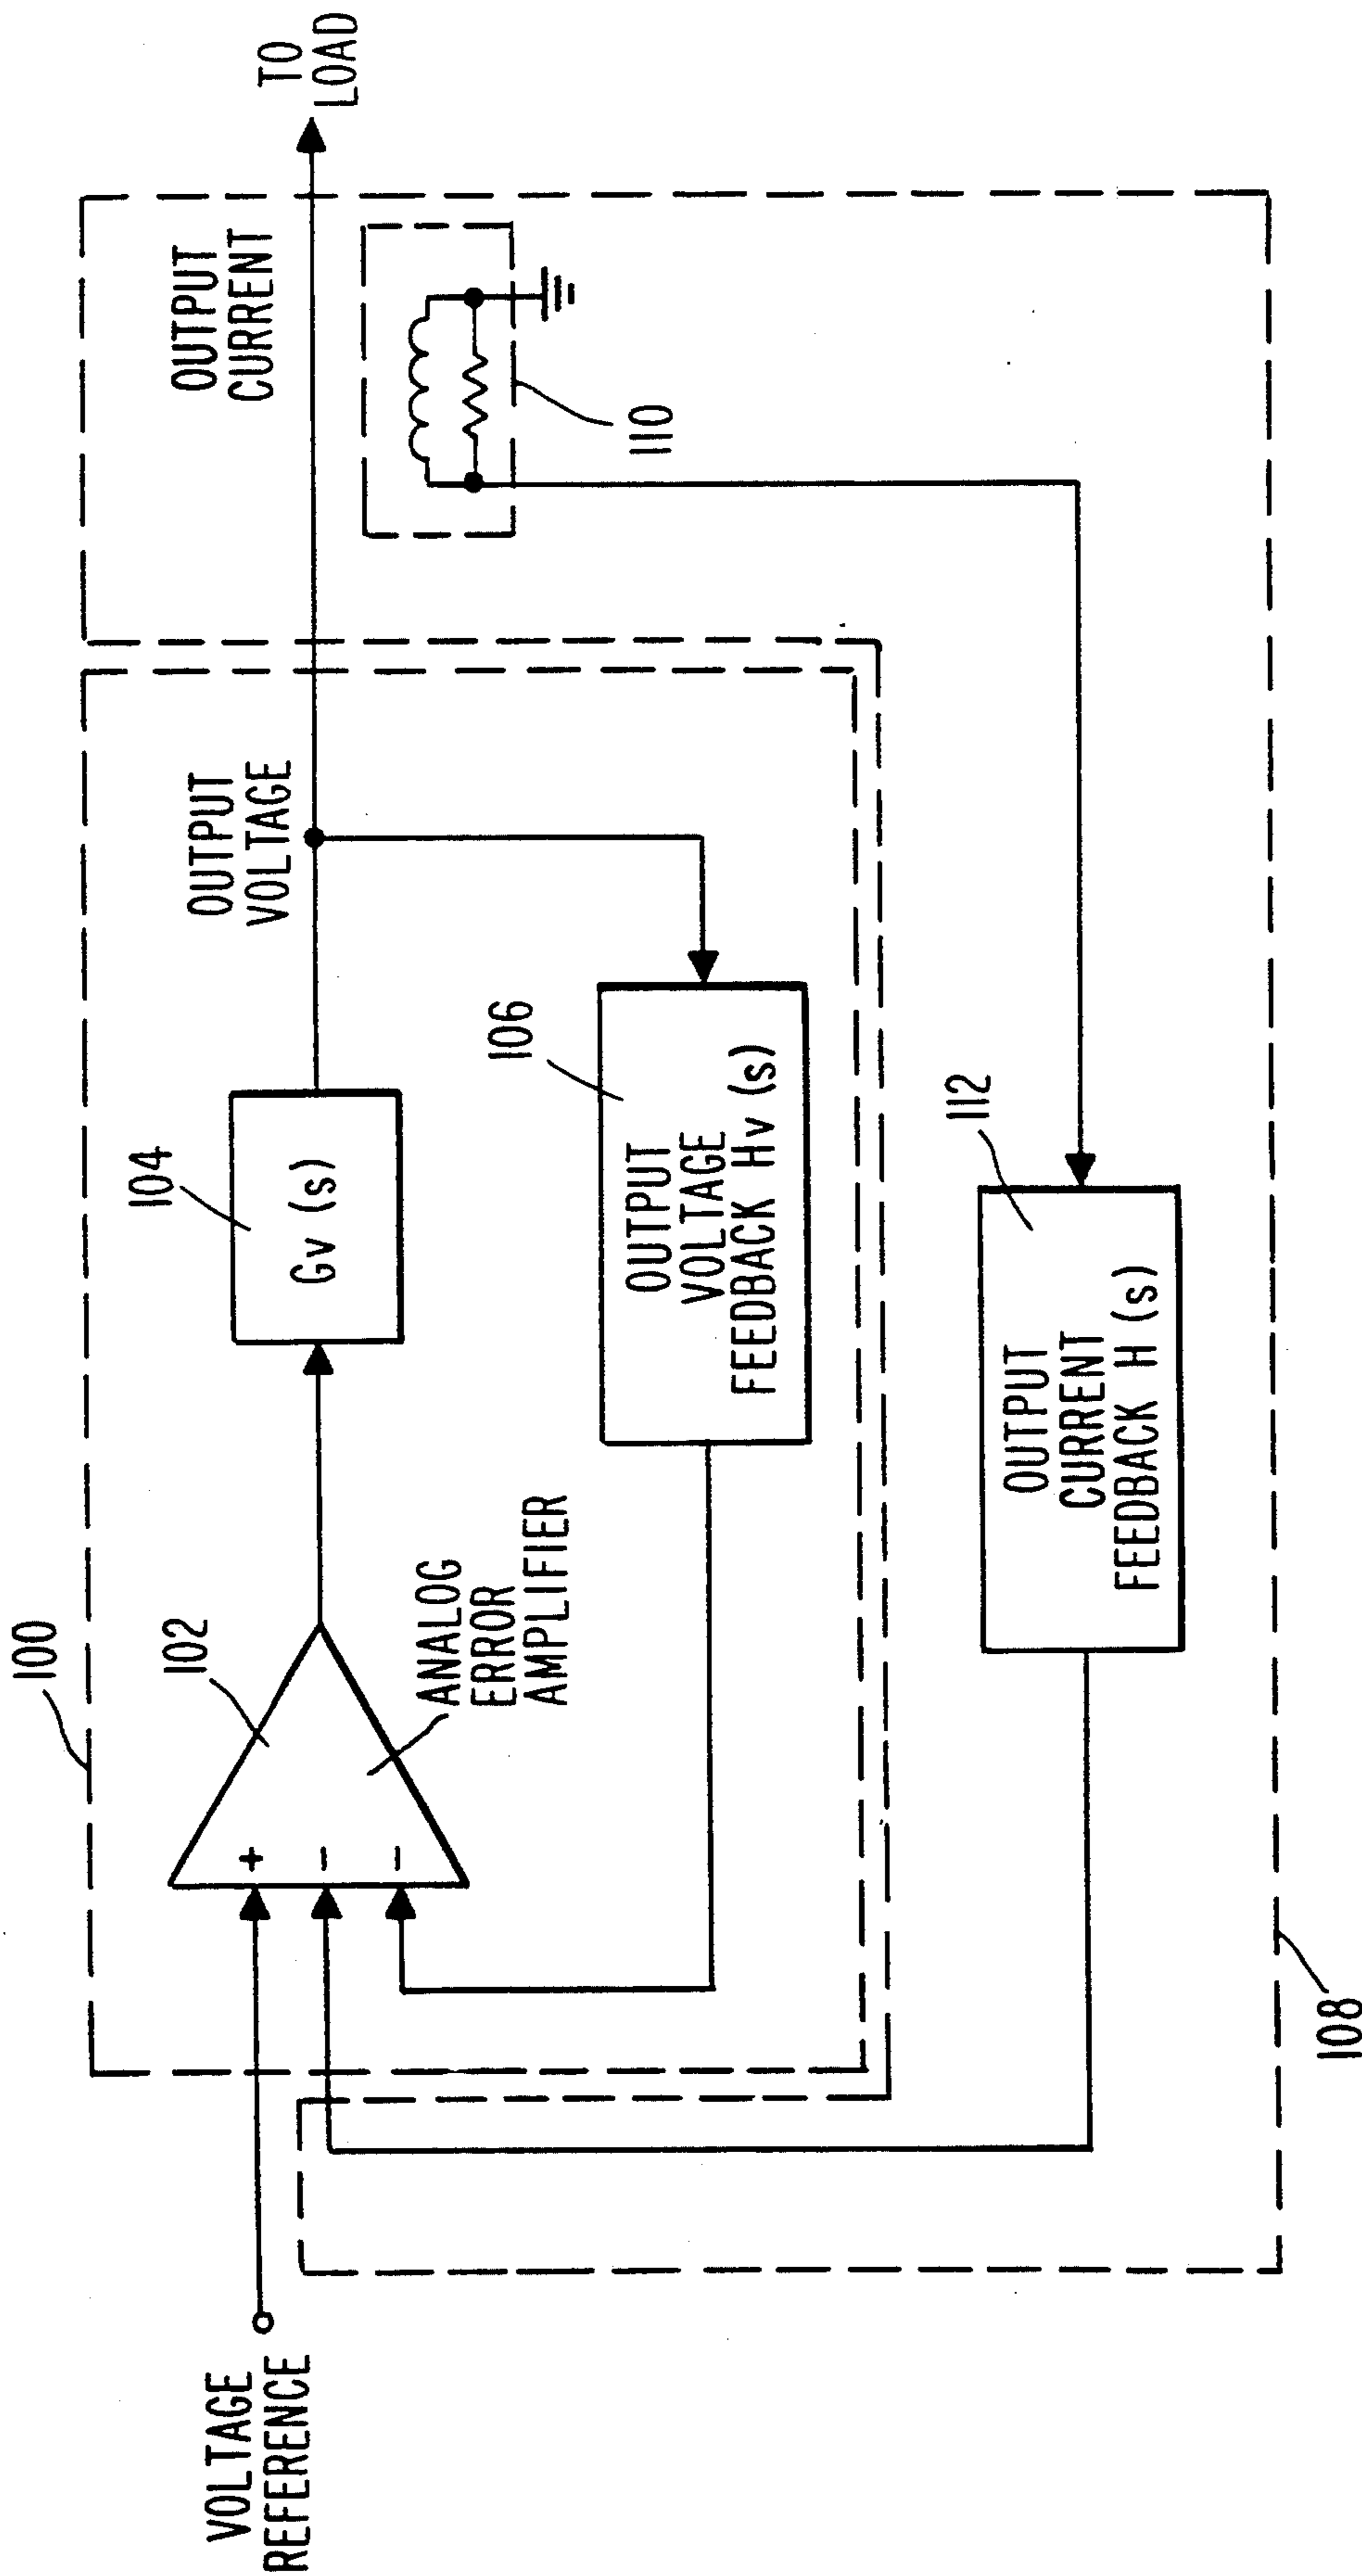 100
102
104
106
VOLTAGE
REFERENCE
+
−
−
ANALOG
ERROR
AMPLIFIER
Gv (s)
OUTPUT
VOLTAGE
OUTPUT
CURRENT
TO
LOAD
110
OUTPUT
VOLTAGE
FEEDBACK Hv (s)
112
OUTPUT
CURRENT
FEEDBACK H (s)
108